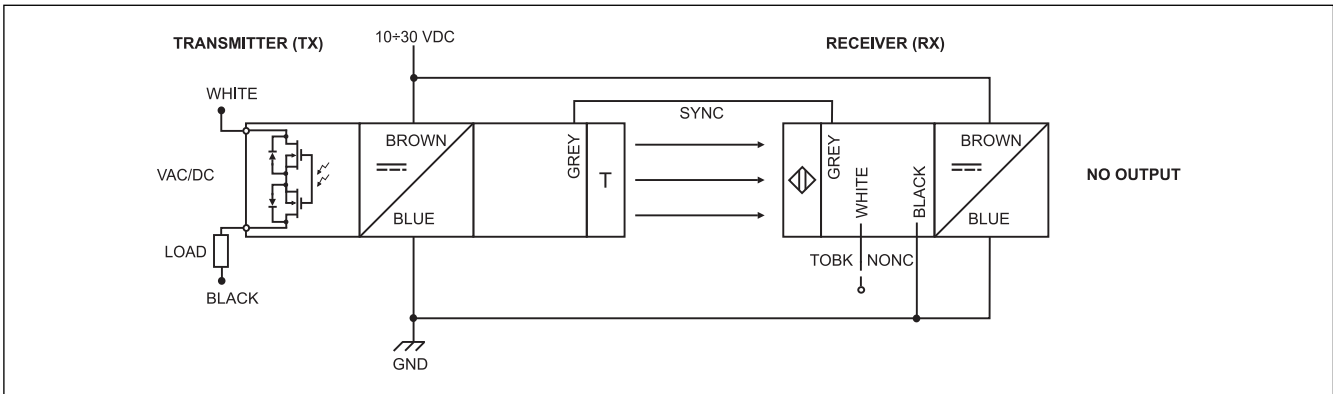 TRANSMITTER (TX)
10÷30 VDC
RECEIVER (RX)
WHITE
SYNC
BROWN
GREY
GREY
BROWN
VAC/DC
T
WHITE
BLACK
NO OUTPUT
BLUE
BLUE
LOAD
TOBK
NONC
BLACK
GND